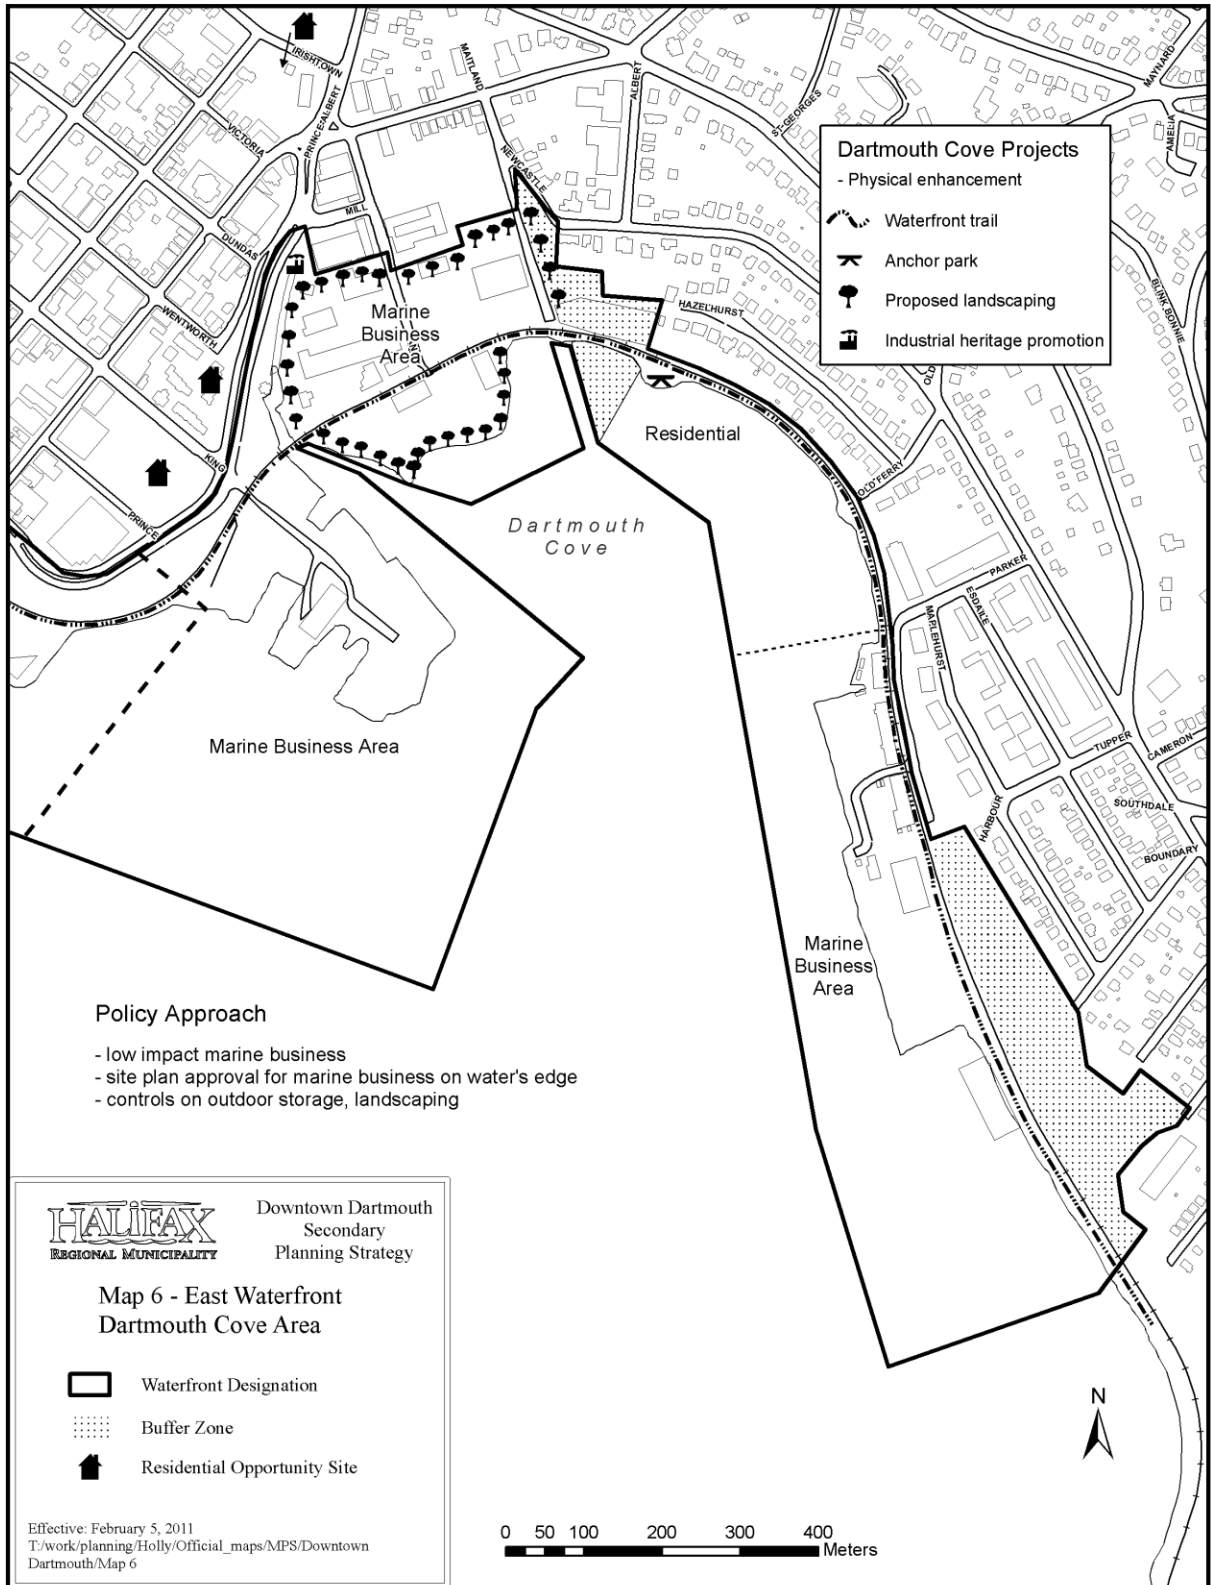 IRISHTOWN
MAITLAND
ALBERT
ST-GEORGES
MAYNARD
AMELIA
VICTORIA
PRINCE-ALBERT
NEWCASTLE
MILL
DUNDAS
WENTWORTH
HAZELHURST
BLINK BONNIE
OLD
KING
PRINCE
OLD FERRY
PARKER
ESDAILE
MAPLEHURST
TUPPER
CAMERON
SOUTHDALE
HARBOUR
BOUNDARY
Dartmouth Cove Projects
- Physical enhancement
Waterfront trail
Anchor park
Proposed landscaping
Industrial heritage promotion
Marine
Business
Area
Residential
Dartmouth
Cove
Marine Business Area
Marine
Business
Area
Policy Approach
- low impact marine business
- site plan approval for marine business on water's edge
- controls on outdoor storage, landscaping
HALIFAX
REGIONAL MUNICIPALITY
Downtown Dartmouth
Secondary
Planning Strategy
Map 6 - East Waterfront
Dartmouth Cove Area
Waterfront Designation
Buffer Zone
Residential Opportunity Site
Effective: February 5, 2011
T:/work/planning/Holly/Official_maps/MPS/Downtown
Dartmouth/Map 6
0 50 100 200 300 400
Meters
N